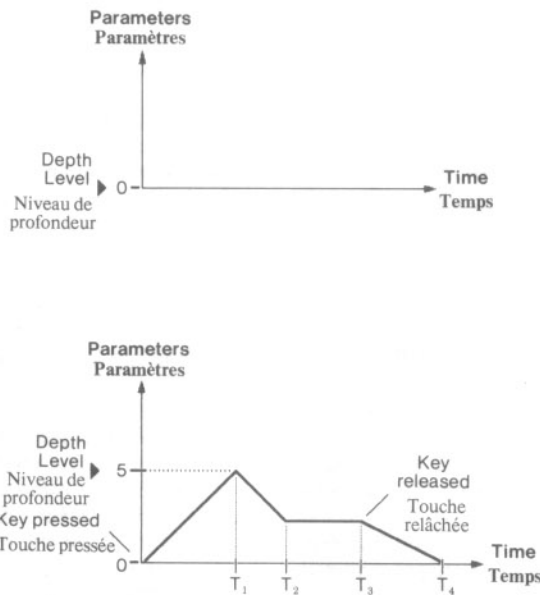 Parameters
Paramètres
Depth
Level
Niveau de
profondeur
0
Time
Temps
Parameters
Paramètres
Depth
Level
Niveau de
profondeur
5
Key pressed
Touche pressée
0
Key
released
Touche
relâchée
T1 T2 T3 T4
Time
Temps